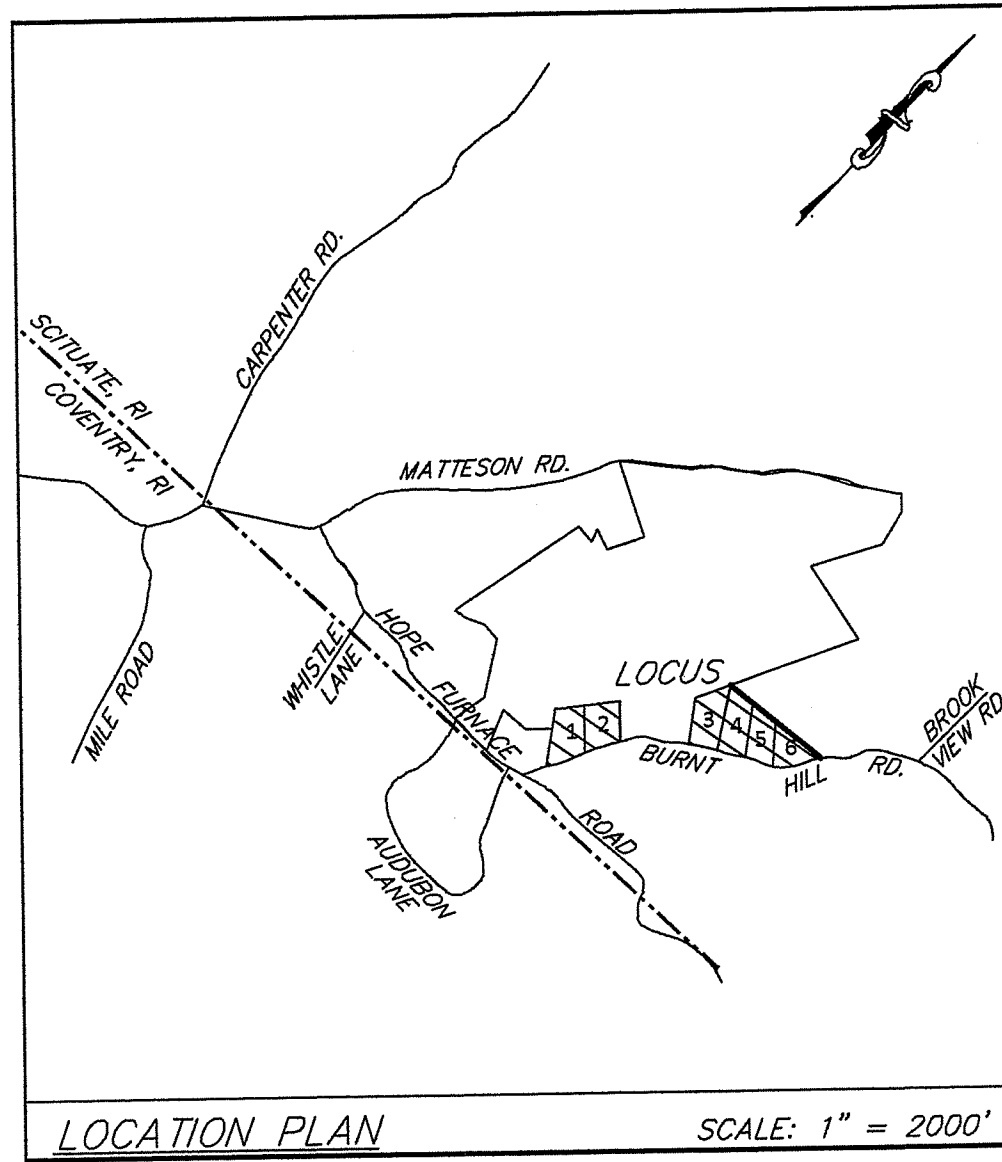 CARPENTER RD.
SCITUATE, RI
COVENTRY, RI
MATTESON RD.
MILE ROAD
WHISTLE
LANE
HOPE
FURNACE
ROAD
LOCUS
1
2
3
4
5
6
BURNT
HILL
RD.
BROOK
VIEW RD
AUDUBON
LANE
LOCATION PLAN
SCALE: 1" = 2000'